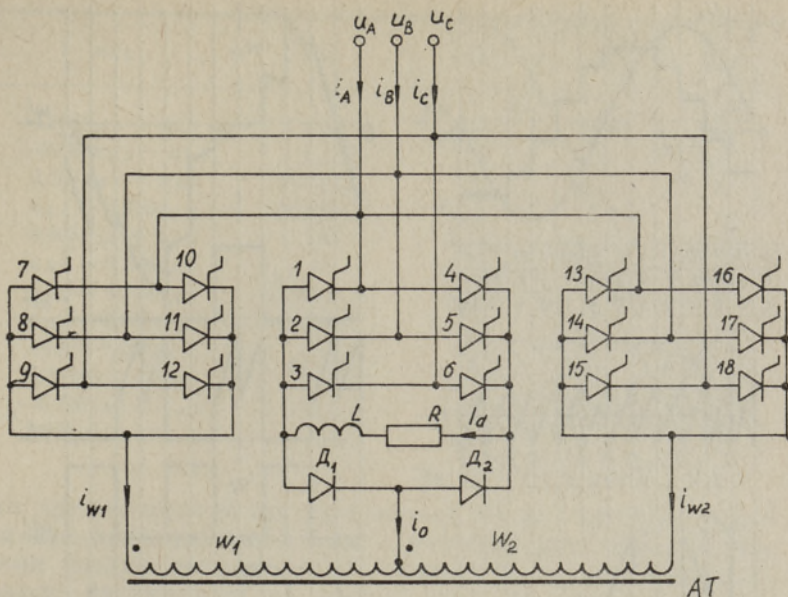 u_A u_B u_C
i_A i_B i_C
7 10 1 4 13 16
8 11 2 5 14 17
9 12 3 6 15 18
L R I_d
Д_1 Д_2
i_w1 i_o i_w2
W_1 W_2
AT